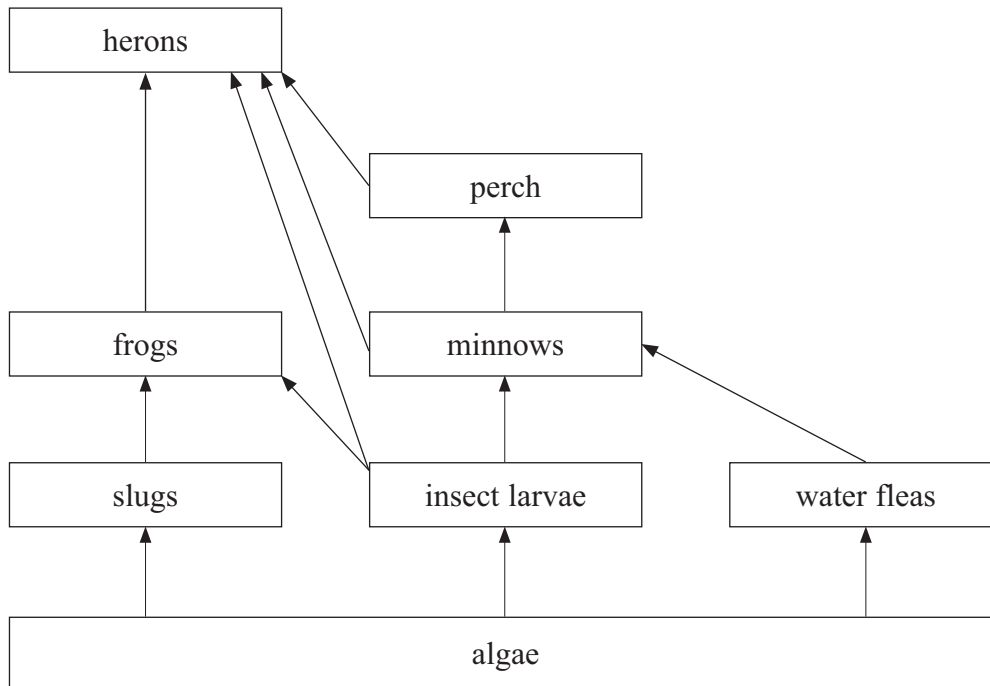 herons
perch
frogs
minnows
slugs
insect larvae
water fleas
algae